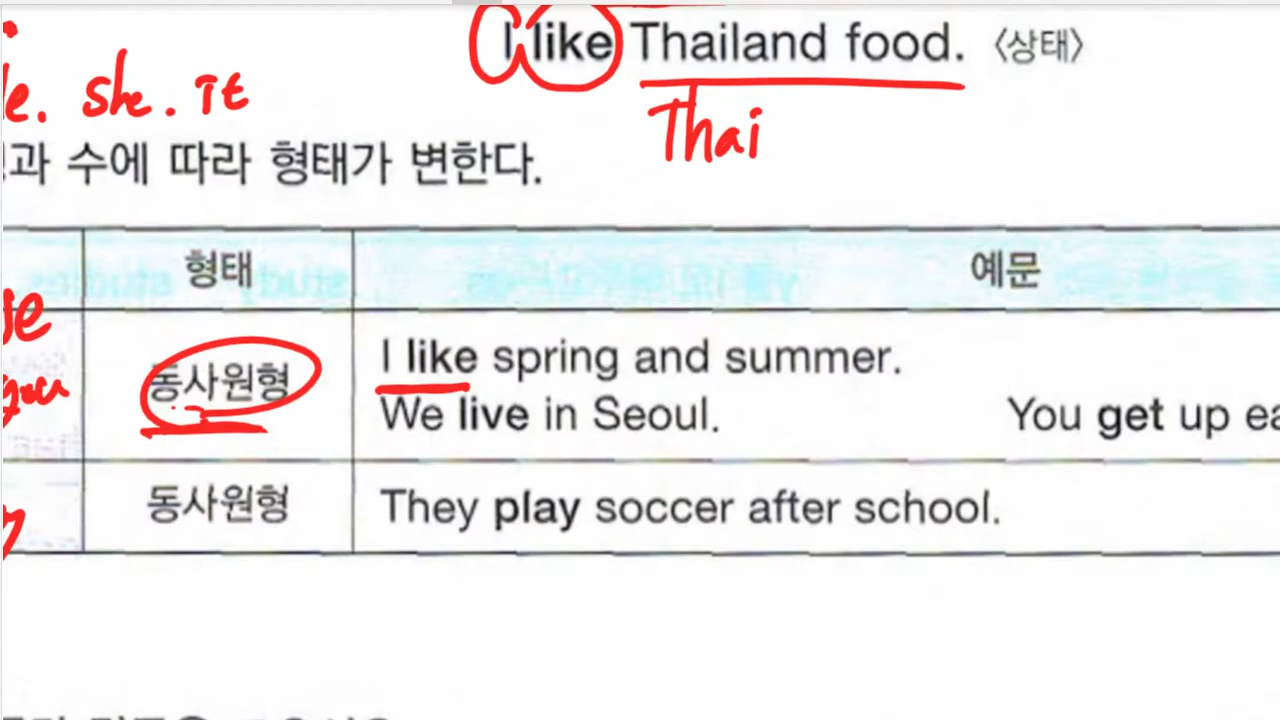 I like Thailand food. 〈상태〉
she. it
Thai
수에 따라 형태가 변한다.
형태 예문
동사원형 I like spring and summer.
We live in Seoul. You get up
동사원형 They play soccer after school.